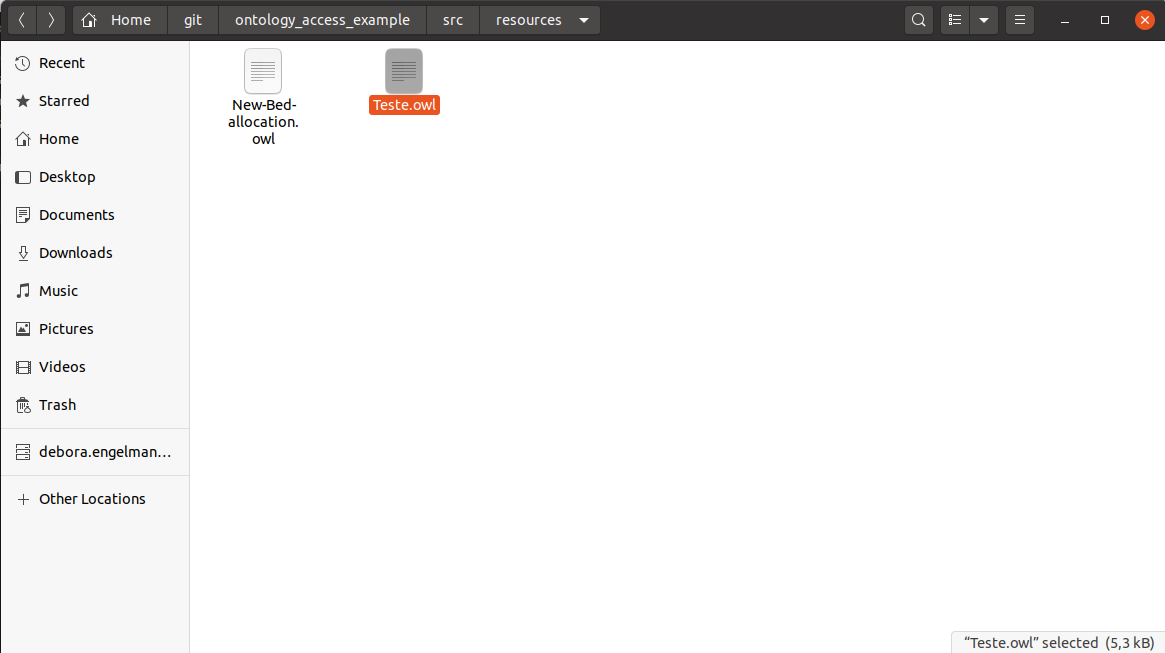 Home git ontology_access_example src resources
Recent
Starred
Home
Desktop
Documents
Downloads
Music
Pictures
Videos
Trash
debora.engelman...
Other Locations
New-Bed-
allocation.
owl
Teste.owl
“Teste.owl” selected (5,3 kB)